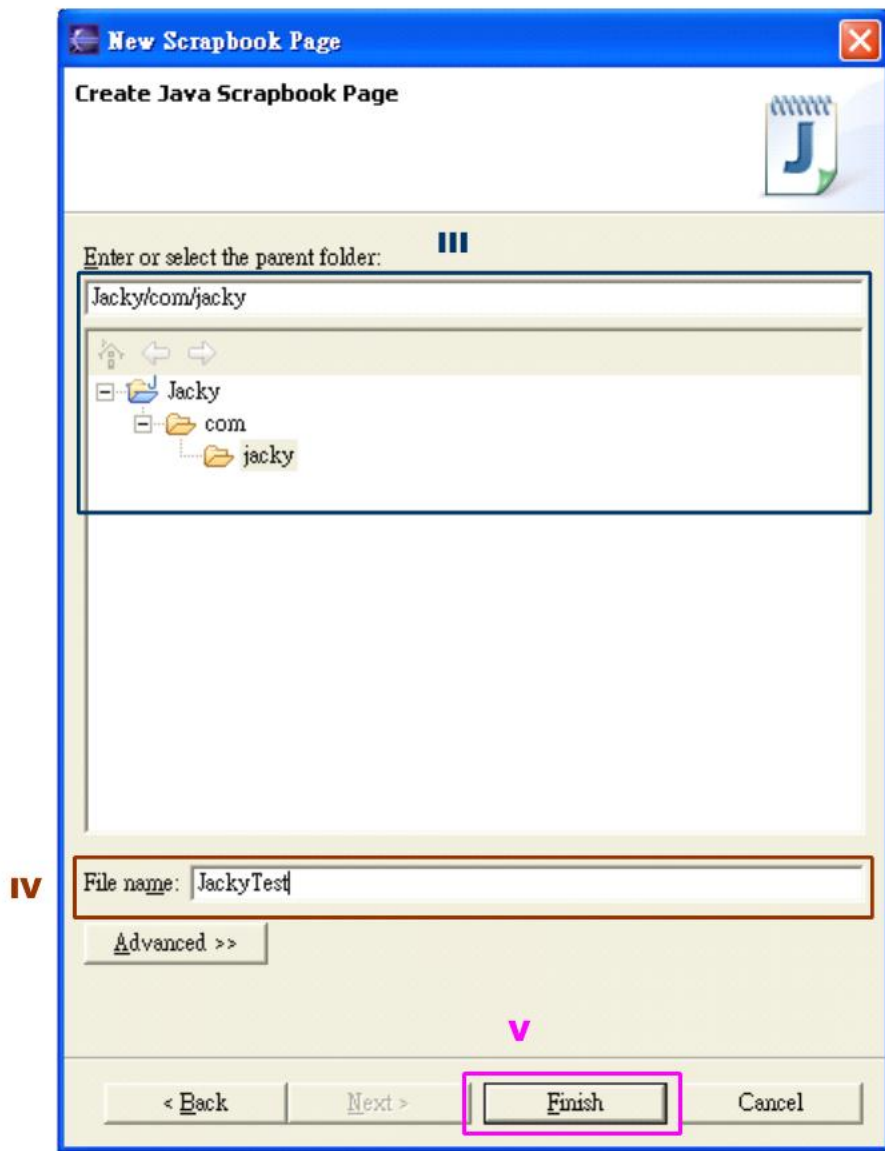 New Scrapbook Page
Create Java Scrapbook Page
J
III
Enter or select the parent folder:
Jacky/com/jacky
Jacky
com
jacky
IV
File name: JackyTest
Advanced >>
V
< Back Next > Finish Cancel